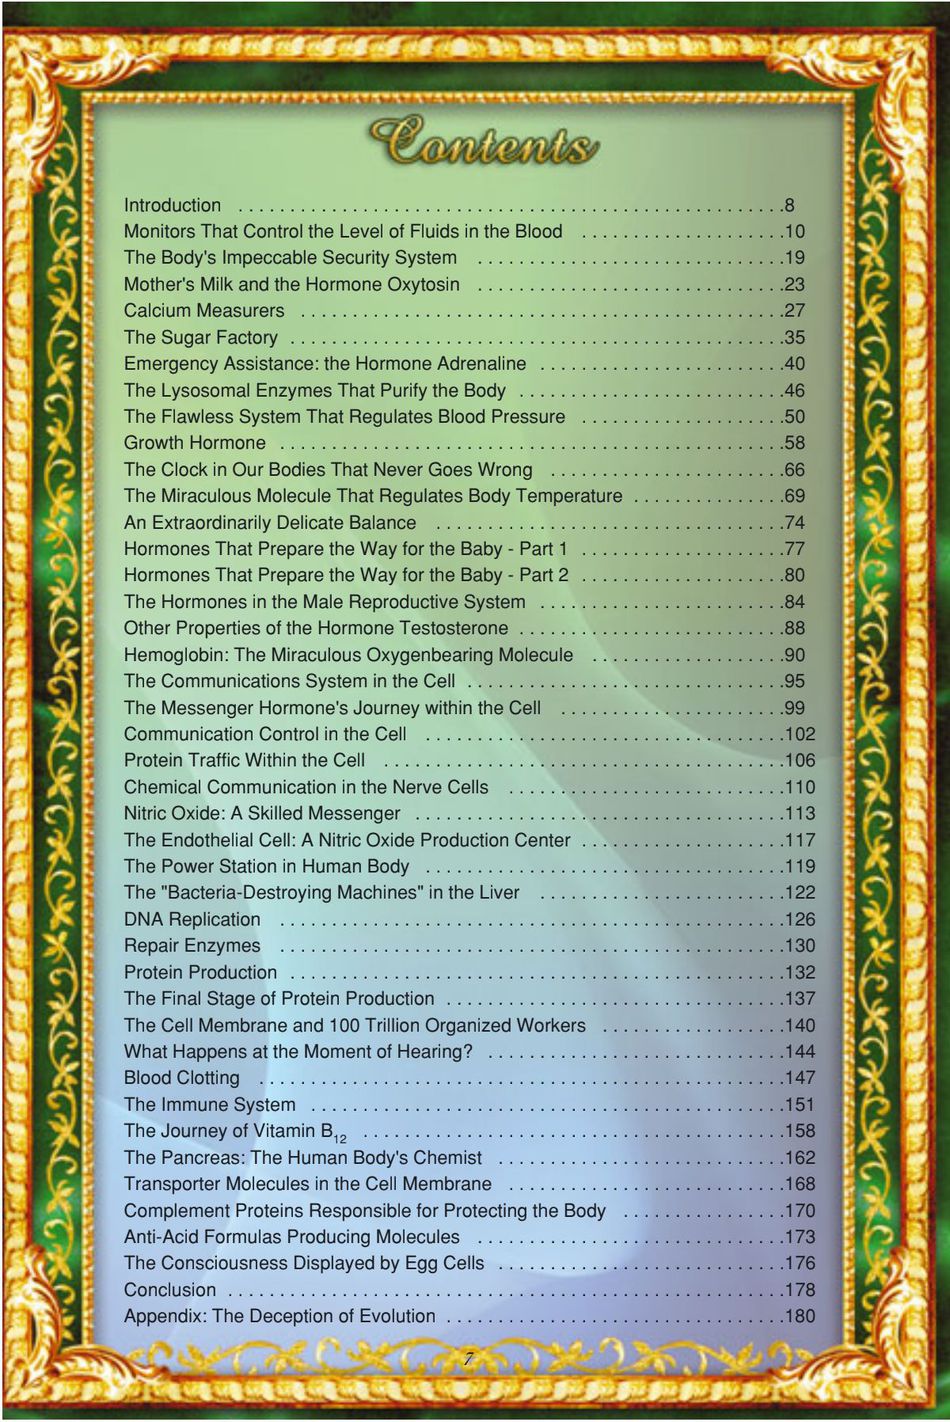 Contents
Introduction . . . . . . . . . . . . . . . . . . . . . . . . . . . . . . . . . . . . . . . . . . . . . . . . . . . .8
Monitors That Control the Level of Fluids in the Blood . . . . . . . . . . . . . . . . . . . .10
The Body's Impeccable Security System . . . . . . . . . . . . . . . . . . . . . . . . . . . . . .19
Mother's Milk and the Hormone Oxytosin . . . . . . . . . . . . . . . . . . . . . . . . . . . . . .23
Calcium Measurers . . . . . . . . . . . . . . . . . . . . . . . . . . . . . . . . . . . . . . . . . . . . . . .27
The Sugar Factory . . . . . . . . . . . . . . . . . . . . . . . . . . . . . . . . . . . . . . . . . . . . . . . .35
Emergency Assistance: the Hormone Adrenaline . . . . . . . . . . . . . . . . . . . . . . . .40
The Lysosomal Enzymes That Purify the Body . . . . . . . . . . . . . . . . . . . . . . . . . .46
The Flawless System That Regulates Blood Pressure . . . . . . . . . . . . . . . . . . . .50
Growth Hormone . . . . . . . . . . . . . . . . . . . . . . . . . . . . . . . . . . . . . . . . . . . . . . . . .58
The Clock in Our Bodies That Never Goes Wrong . . . . . . . . . . . . . . . . . . . . . . .66
The Miraculous Molecule That Regulates Body Temperature . . . . . . . . . . . . . . .69
An Extraordinarily Delicate Balance . . . . . . . . . . . . . . . . . . . . . . . . . . . . . . . . . .74
Hormones That Prepare the Way for the Baby - Part 1 . . . . . . . . . . . . . . . . . . . .77
Hormones That Prepare the Way for the Baby - Part 2 . . . . . . . . . . . . . . . . . . . .80
The Hormones in the Male Reproductive System . . . . . . . . . . . . . . . . . . . . . . . .84
Other Properties of the Hormone Testosterone . . . . . . . . . . . . . . . . . . . . . . . . . .88
Hemoglobin: The Miraculous Oxygenbearing Molecule . . . . . . . . . . . . . . . . . . .90
The Communications System in the Cell . . . . . . . . . . . . . . . . . . . . . . . . . . . . . . .95
The Messenger Hormone's Journey within the Cell . . . . . . . . . . . . . . . . . . . . . .99
Communication Control in the Cell . . . . . . . . . . . . . . . . . . . . . . . . . . . . . . . . . . .102
Protein Traffic Within the Cell . . . . . . . . . . . . . . . . . . . . . . . . . . . . . . . . . . . . . . .106
Chemical Communication in the Nerve Cells . . . . . . . . . . . . . . . . . . . . . . . . . . .110
Nitric Oxide: A Skilled Messenger . . . . . . . . . . . . . . . . . . . . . . . . . . . . . . . . . . . .113
The Endothelial Cell: A Nitric Oxide Production Center . . . . . . . . . . . . . . . . . . . .117
The Power Station in Human Body . . . . . . . . . . . . . . . . . . . . . . . . . . . . . . . . . . .119
The "Bacteria-Destroying Machines" in the Liver . . . . . . . . . . . . . . . . . . . . . . . .122
DNA Replication . . . . . . . . . . . . . . . . . . . . . . . . . . . . . . . . . . . . . . . . . . . . . . . . .126
Repair Enzymes . . . . . . . . . . . . . . . . . . . . . . . . . . . . . . . . . . . . . . . . . . . . . . . . .130
Protein Production . . . . . . . . . . . . . . . . . . . . . . . . . . . . . . . . . . . . . . . . . . . . . . . .132
The Final Stage of Protein Production . . . . . . . . . . . . . . . . . . . . . . . . . . . . . . . . .137
The Cell Membrane and 100 Trillion Organized Workers . . . . . . . . . . . . . . . . . .140
What Happens at the Moment of Hearing? . . . . . . . . . . . . . . . . . . . . . . . . . . . . .144
Blood Clotting . . . . . . . . . . . . . . . . . . . . . . . . . . . . . . . . . . . . . . . . . . . . . . . . . . .147
The Immune System . . . . . . . . . . . . . . . . . . . . . . . . . . . . . . . . . . . . . . . . . . . . . .151
The Journey of Vitamin B12 . . . . . . . . . . . . . . . . . . . . . . . . . . . . . . . . . . . . . . . . .158
The Pancreas: The Human Body's Chemist . . . . . . . . . . . . . . . . . . . . . . . . . . . .162
Transporter Molecules in the Cell Membrane . . . . . . . . . . . . . . . . . . . . . . . . . . .168
Complement Proteins Responsible for Protecting the Body . . . . . . . . . . . . . . . .170
Anti-Acid Formulas Producing Molecules . . . . . . . . . . . . . . . . . . . . . . . . . . . . . .173
The Consciousness Displayed by Egg Cells . . . . . . . . . . . . . . . . . . . . . . . . . . . .176
Conclusion . . . . . . . . . . . . . . . . . . . . . . . . . . . . . . . . . . . . . . . . . . . . . . . . . . . . . .178
Appendix: The Deception of Evolution . . . . . . . . . . . . . . . . . . . . . . . . . . . . . . . . .180
7